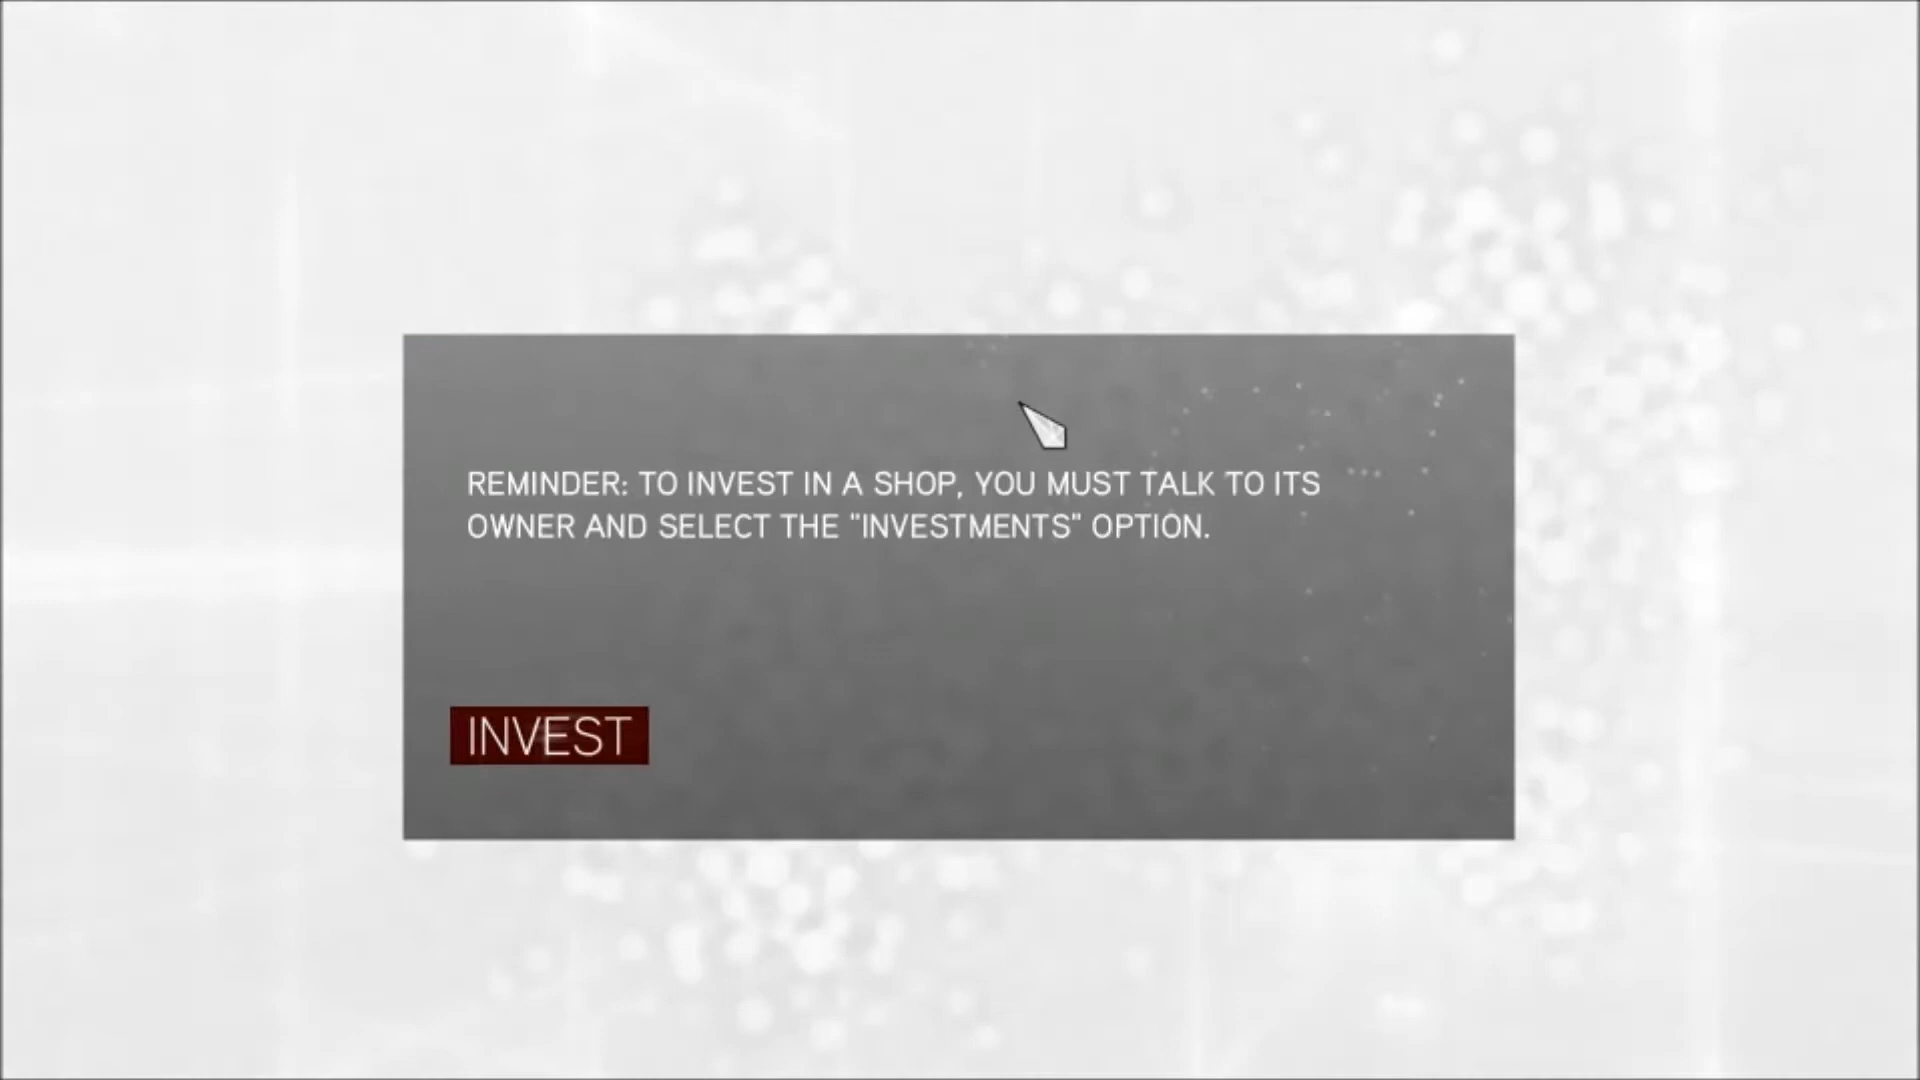 REMINDER: TO INVEST IN A SHOP, YOU MUST TALK TO ITS
OWNER AND SELECT THE "INVESTMENTS" OPTION.
INVEST